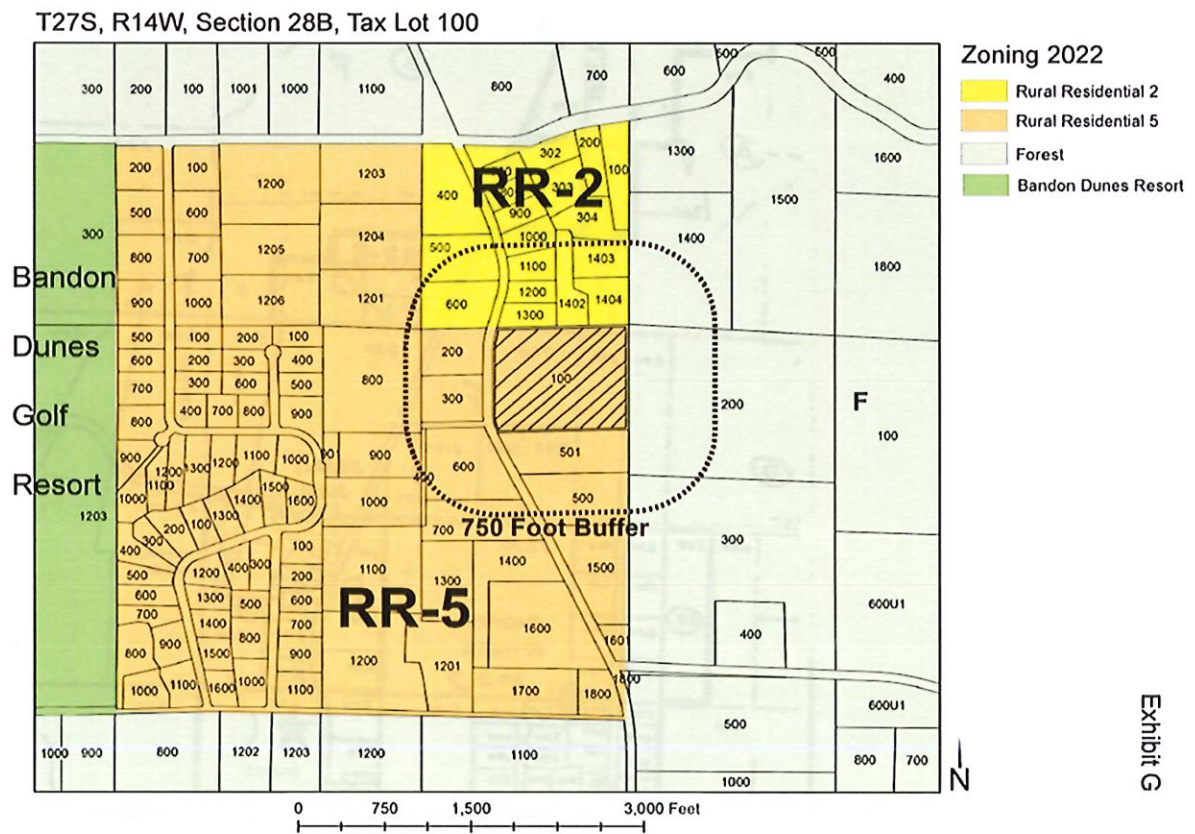 T27S, R14W, Section 28B, Tax Lot 100
Zoning 2022
Rural Residential 2
Rural Residential 5
Forest
Bandon Dunes Resort
300 200 100 1001 1000 1100 800 700 600 500 500 400
200 100 1200 1203 400 302 200 100 1300 1500 1600
RR-2
303
500 600 900 304
300 1205 1204 1000 1400
800 700 500 1403 1800
Bandon
1100
900 1000 1206 1201 600 1200 1402 1404
1300
500 100 200 100 200
Dunes
600 200 300 400 800 100 200 F 100
700 300 600 500 300
Golf
800 400 700 800 900
900 1200 1300 1200 1100 1000 900 600 501
Resort
1100
1000 1400 1500 1600 1000 500
1203
750 Foot Buffer
400 300 200 100 1300 700 300
500 1200 400 300 100 1100 1300 1400 1500
600 1300 500 200 600 600U1
RR-5
700 1400 700 1600 400
800 900 1500 800 900 1200 1201 1601
1000 1100 1600 1000 1100 1700 1800 1800 600U1
500
1000 900 800 700
600 1202 1203 1200 1100
1000
N
0 750 1,500 3,000 Feet
Exhibit G